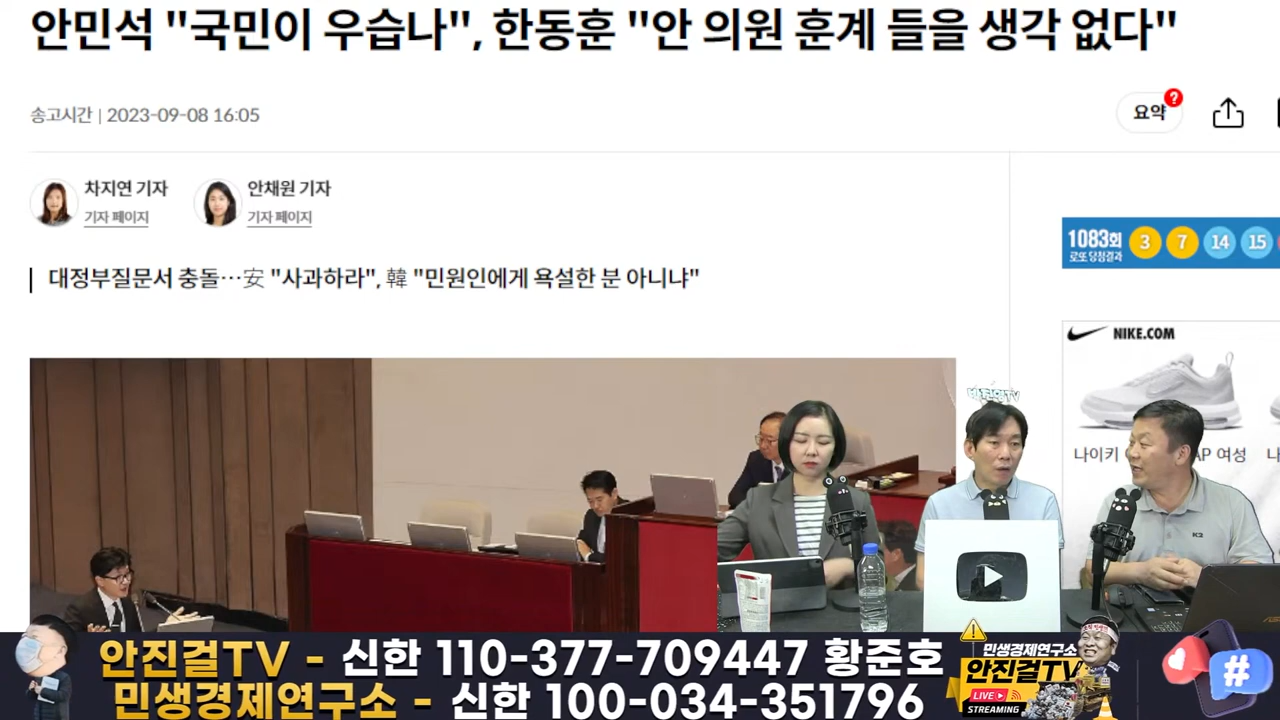 안민석 "국민이 우습나", 한동훈 "안 의원 훈계 들을 생각 없다"
송고시간 | 2023-09-08 16:05
요약
?
차지연 기자
안채원 기자
기자 페이지
기자 페이지
1083회
로또 당첨결과
3 7 14 15
대정부질문서 충돌…安 "사과하라", 韓 "민원인에게 욕설한 분 아니냐"
NIKE.COM
나이키
AP 여성
K2
안진걸TV - 신한 110-377-709447 황준호
민생경제연구소 - 신한 100-034-351796
민생경제연구소
안진걸TV
LIVE
STREAMING
#